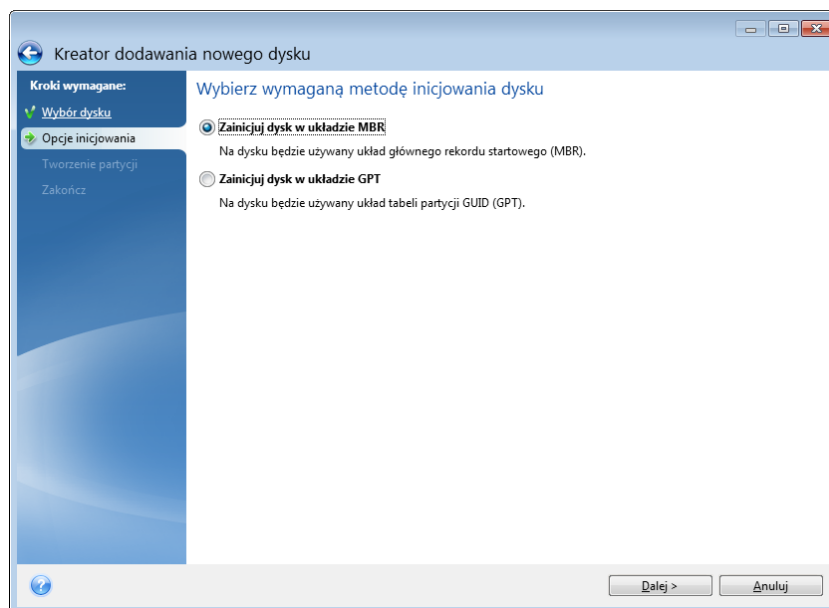 Kreator dodawania nowego dysku
Kroki wymagane:
Wybór dysku
Opcje inicjowania
Tworzenie partycji
Zakończ
Wybierz wymaganą metodę inicjowania dysku
Zainicjuj dysk w układzie MBR
Na dysku będzie używany układ głównego rekordu startowego (MBR).
Zainicjuj dysk w układzie GPT
Na dysku będzie używany układ tabeli partycji GUID (GPT).
Dalej >
Anuluj